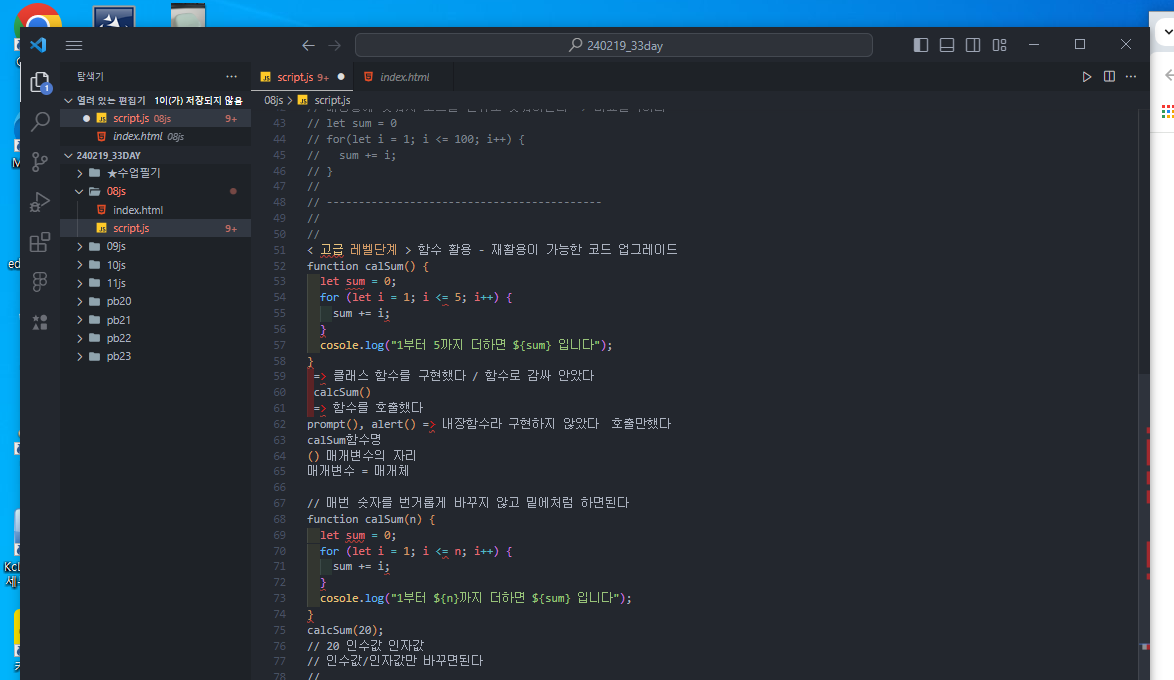 240219_33day
탐색기
script.js 9+
index.html
열려 있는 편집기 1이(가) 저장되지 않음
08js > script.js
script.js 08js 9+
index.html 08js
240219_33DAY
★수업필기
08js
index.html
script.js 9+
09js
10js
11js
pb20
pb21
pb22
pb23
43 // let sum = 0
44 // for(let i = 1; i <= 100; i++) {
45 //   sum += i;
46 // }
47 //
48 // -------------------------------------------
49 //
50 //
51 < 고급 레벨단계 > 함수 활용 - 재활용이 가능한 코드 업그레이드
52 function calSum() {
53   let sum = 0;
54   for (let i = 1; i <= 5; i++) {
55     sum += i;
56   }
57   cosole.log("1부터 5까지 더하면 ${sum} 입니다");
58 }
59  => 클래스 함수를 구현했다 / 함수로 감싸 안았다
60  calcSum()
61  => 함수를 호출했다
62 prompt(), alert() => 내장함수라 구현하지 않았다  호출만했다
63 calSum함수명
64 () 매개변수의 자리
65 매개변수 = 매개체
66
67 // 매번 숫자를 번거롭게 바꾸지 않고 밑에처럼 하면된다
68 function calSum(n) {
69   let sum = 0;
70   for (let i = 1; i <= n; i++) {
71     sum += i;
72   }
73   cosole.log("1부터 ${n}까지 더하면 ${sum} 입니다");
74 }
75 calcSum(20);
76 // 20 인수값 인자값
77 // 인수값/인자값만 바꾸면된다
78 //